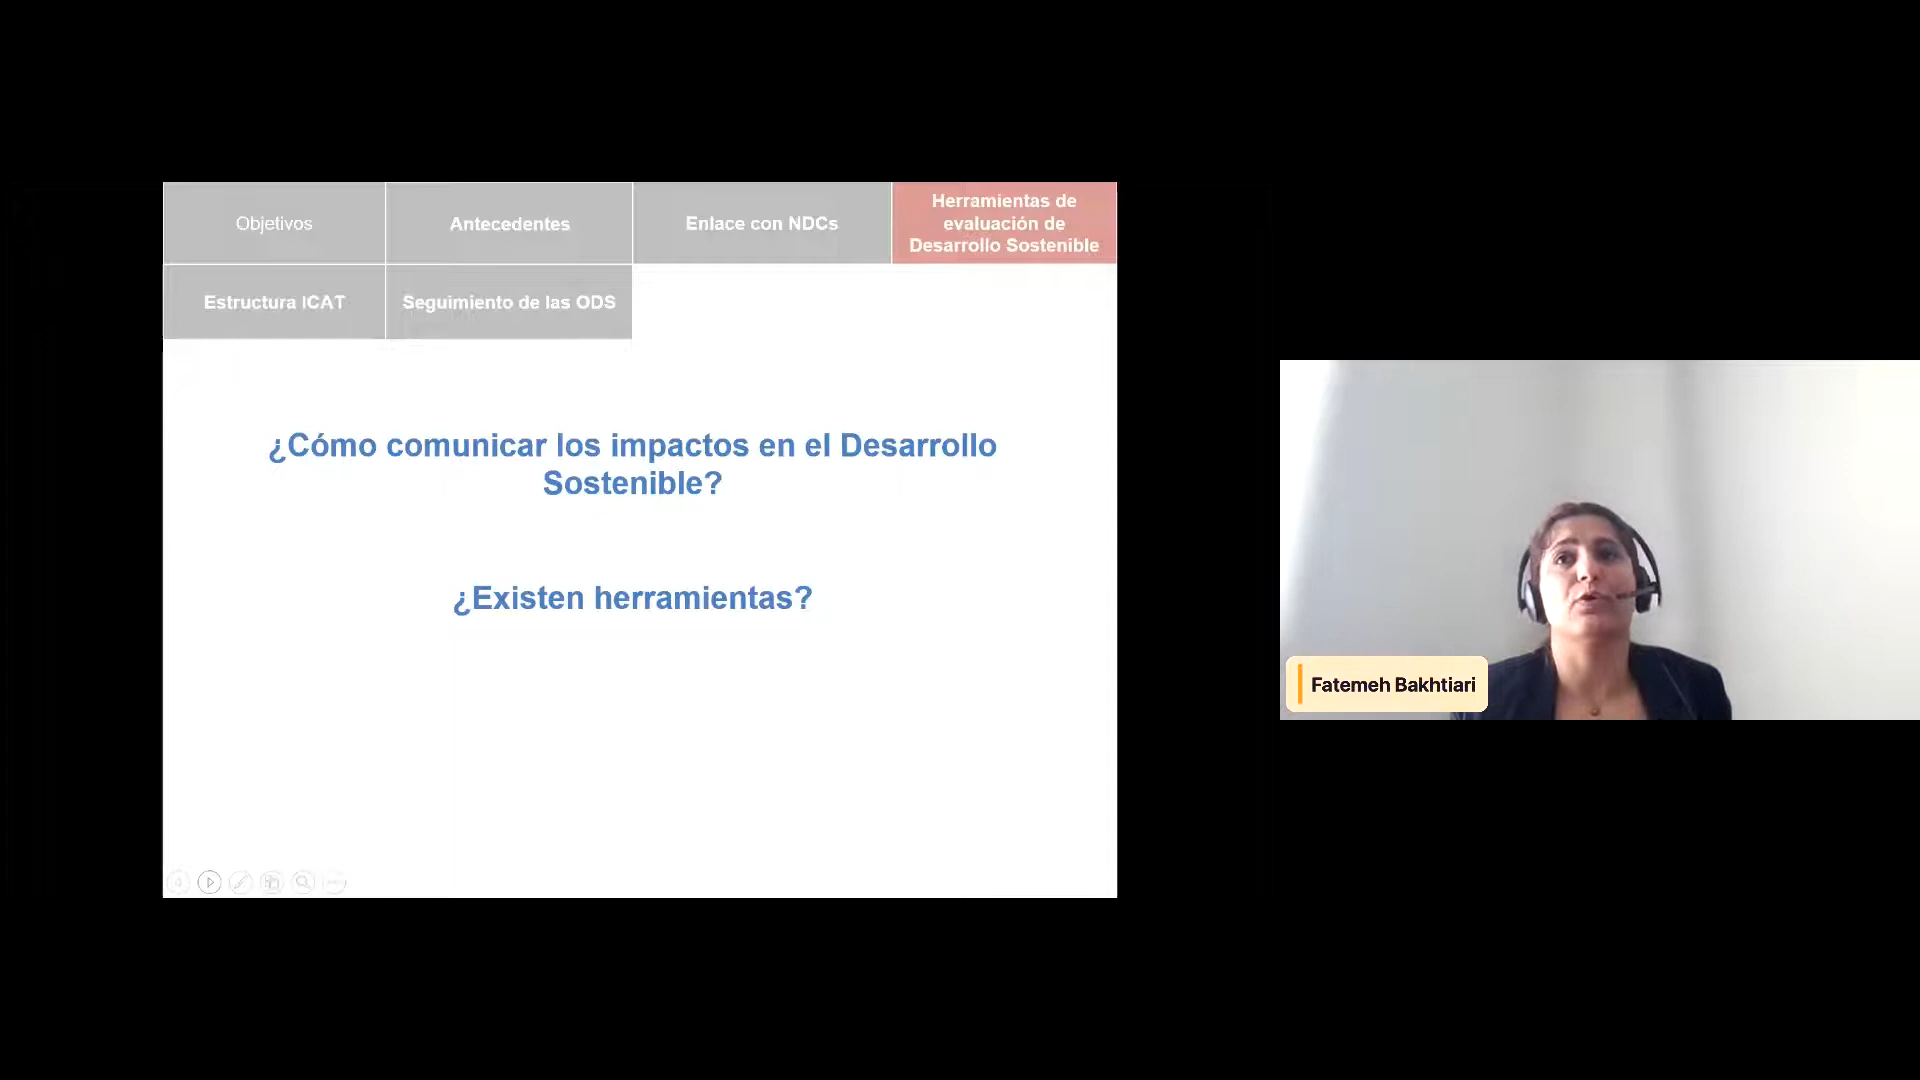 Objetivos
Antecedentes
Enlace con NDCs
Herramientas de
evaluación de
Desarrollo Sostenible
Estructura ICAT
Seguimiento de las ODS
¿Cómo comunicar los impactos en el Desarrollo
Sostenible?
¿Existen herramientas?
Fatemeh Bakhtiari